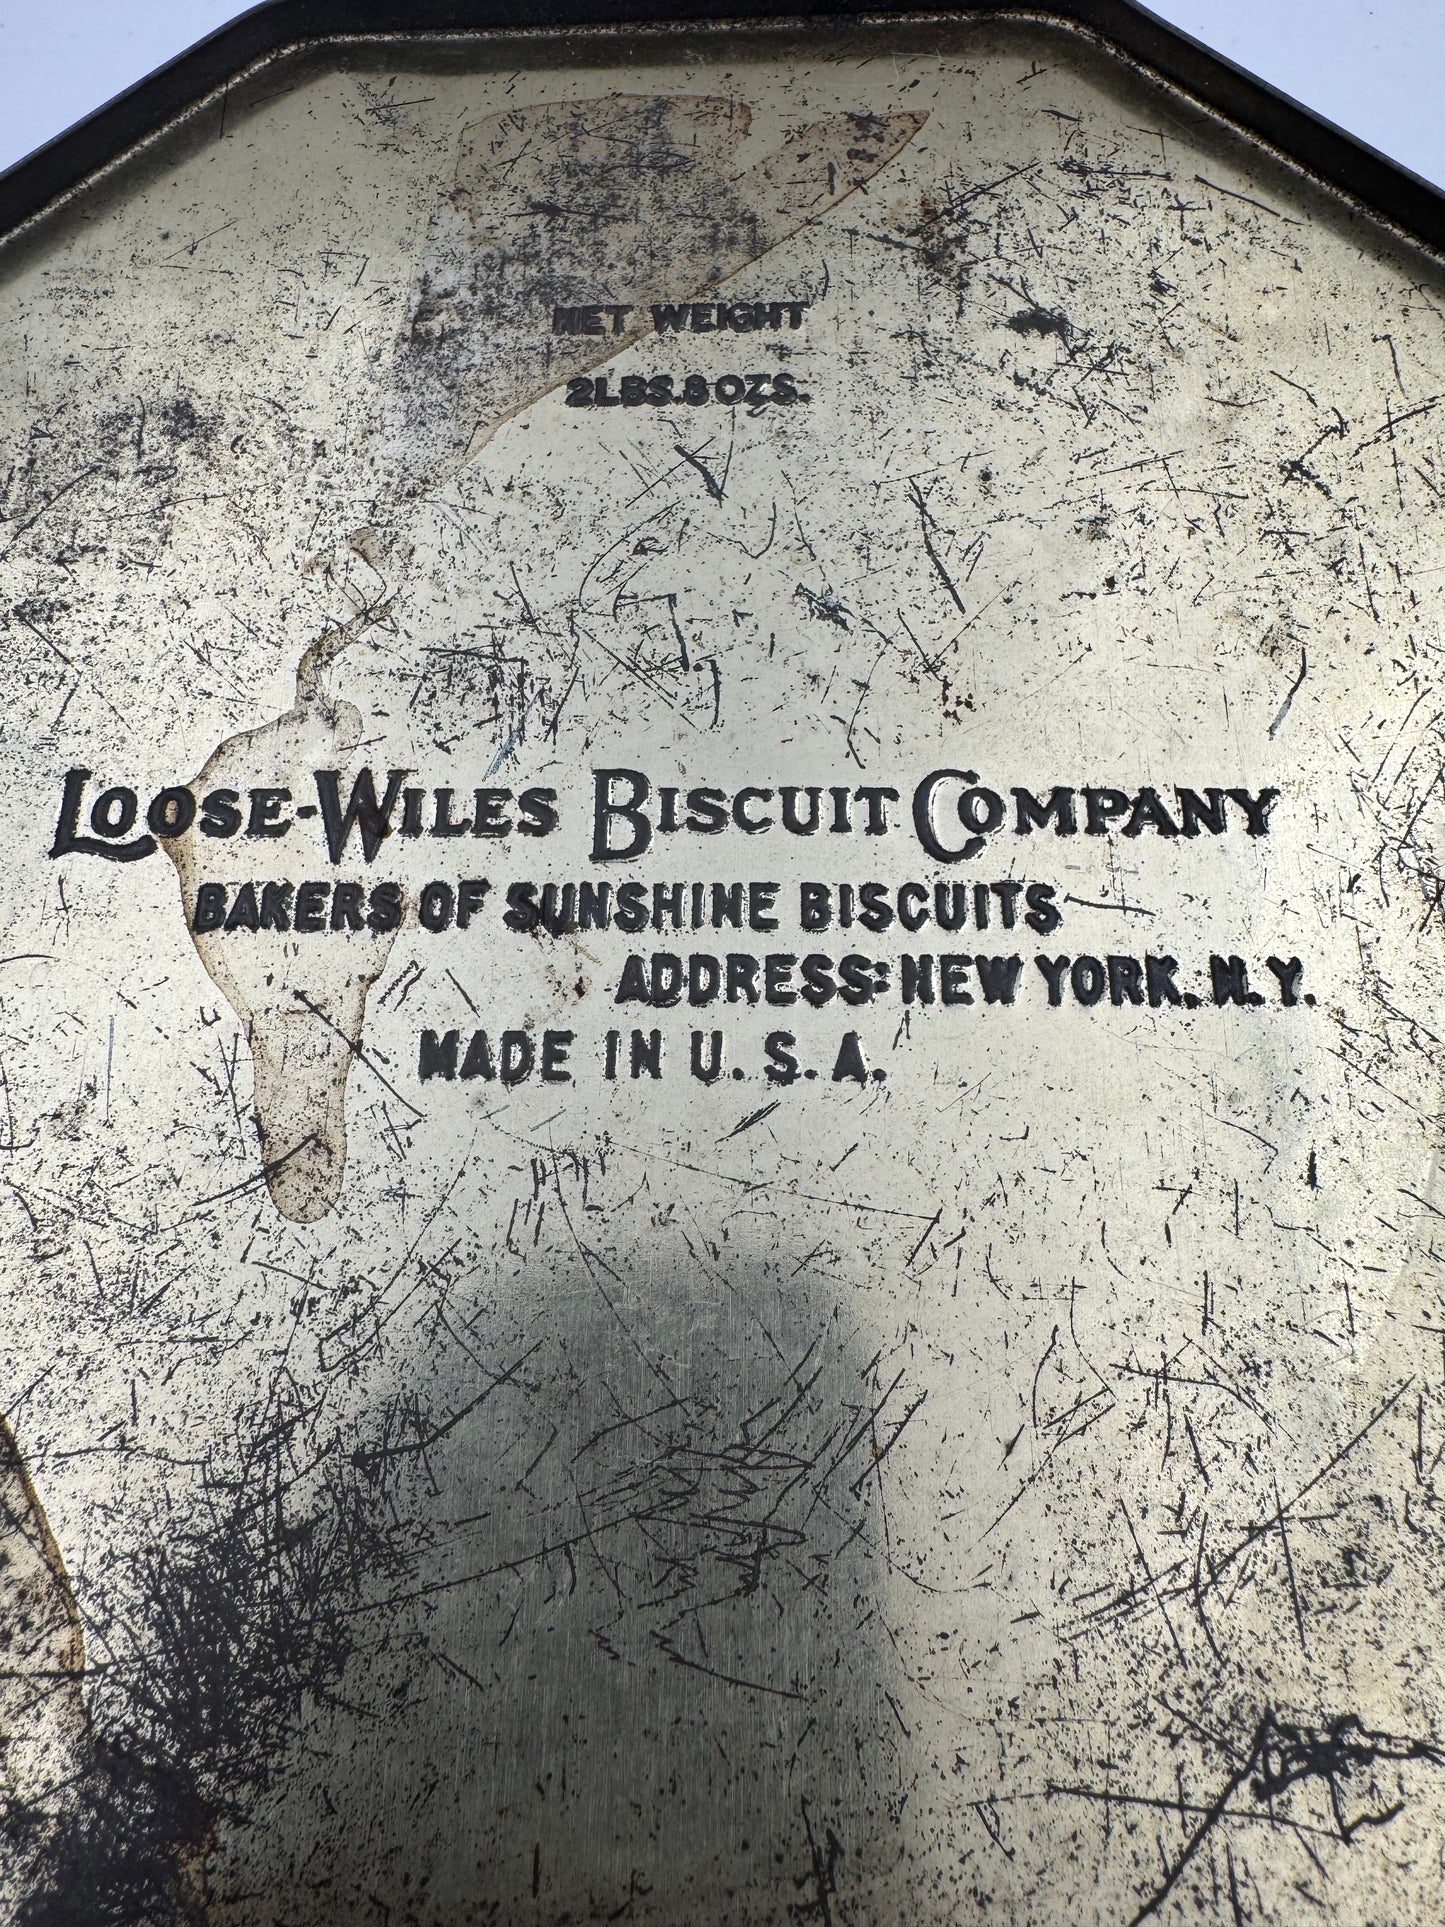 NET WEIGHT
2LBS.8OZS.
LOOSE-WILES BISCUIT COMPANY
BAKERS OF SUNSHINE BISCUITS
ADDRESS: NEW YORK, N.Y.
MADE IN U.S.A.